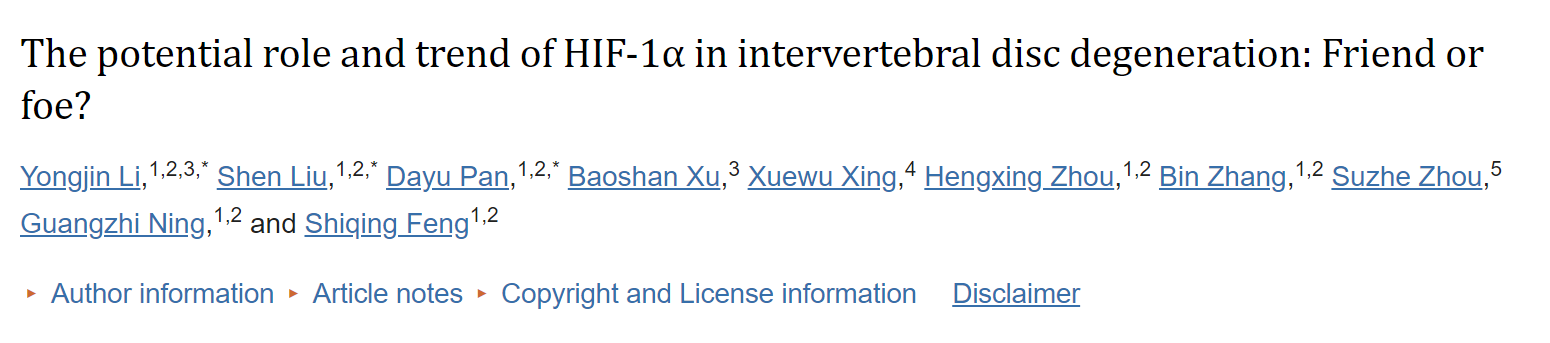 The potential role and trend of HIF-1α in intervertebral disc degeneration: Friend or
foe?
Yongjin Li,1,2,3,* Shen Liu,1,2,* Dayu Pan,1,2,* Baoshan Xu,3 Xuewu Xing,4 Hengxing Zhou,1,2 Bin Zhang,1,2 Suzhe Zhou,5
Guangzhi Ning,1,2 and Shiqing Feng1,2
▸ Author information ▸ Article notes ▸ Copyright and License information Disclaimer